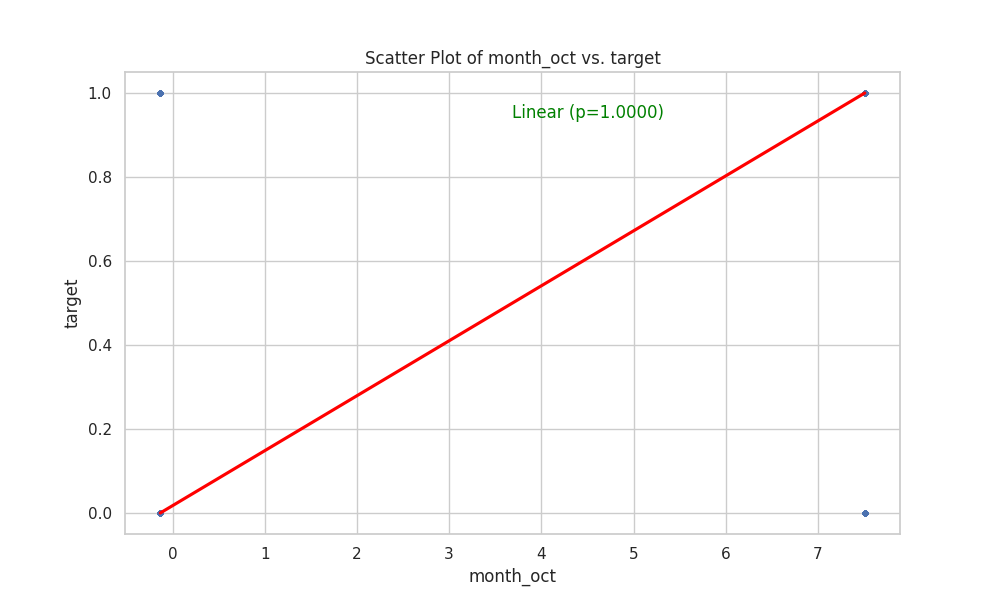 Scatter Plot of month_oct vs. target
Linear (p=1.0000)
1.0
0.8
0.6
0.4
0.2
0.0
target
0 1 2 3 4 5 6 7
month_oct